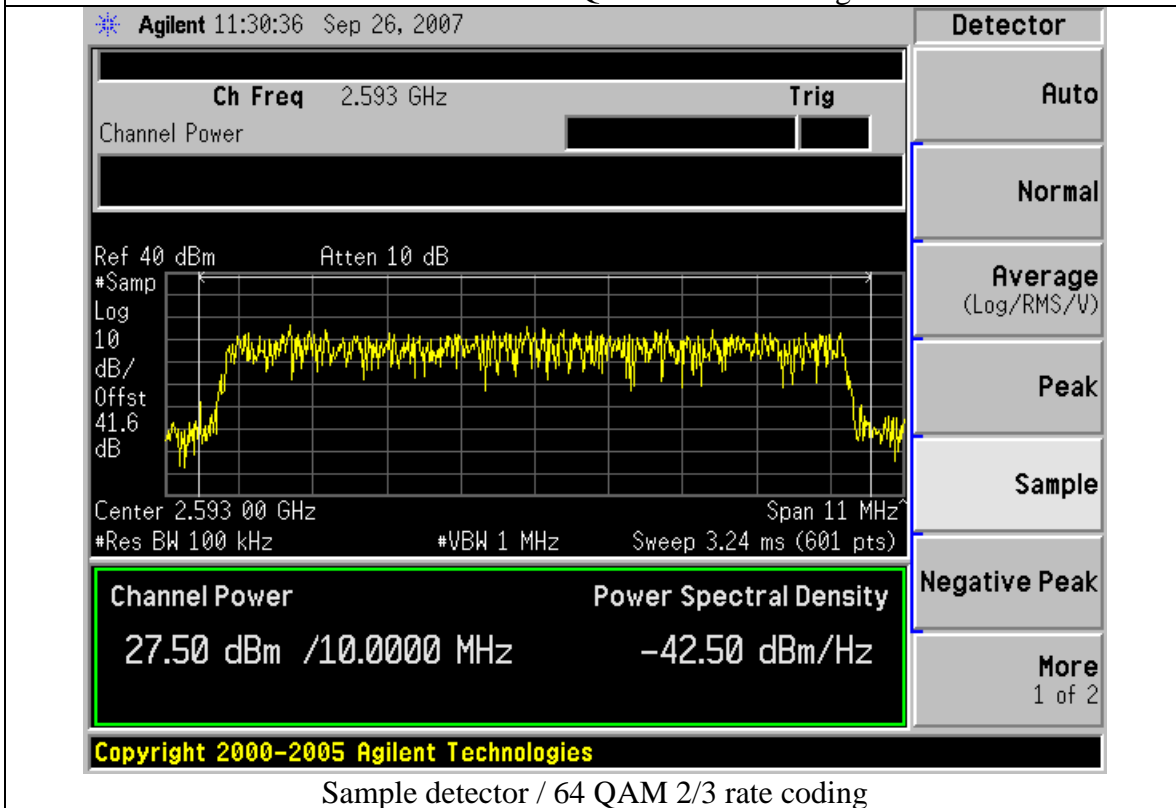 Agilent 11:30:36 Sep 26, 2007
Detector
Ch Freq 2.593 GHz Trig
Channel Power
Auto
Normal
Average
(Log/RMS/V)
Peak
Sample
Negative Peak
More
1 of 2
Ref 40 dBm Atten 10 dB
#Samp
Log
10
dB/
Offst
41.6
dB
Center 2.593 00 GHz Span 11 MHz^
#Res BW 100 kHz #VBW 1 MHz Sweep 3.24 ms (601 pts)
Channel Power Power Spectral Density
27.50 dBm /10.0000 MHz -42.50 dBm/Hz
Copyright 2000-2005 Agilent Technologies
Sample detector / 64 QAM 2/3 rate coding